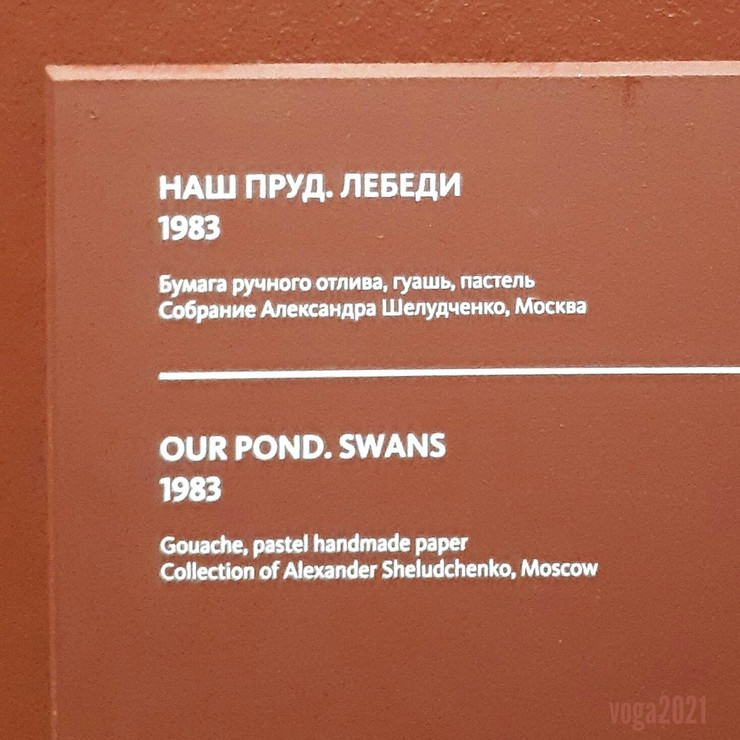 НАШ ПРУД. ЛЕБЕДИ
1983
Бумага ручного отлива, гуашь, пастель
Собрание Александра Шелудченко, Москва
OUR POND. SWANS
1983
Gouache, pastel handmade paper
Collection of Alexander Sheludchenko, Moscow
voga2021